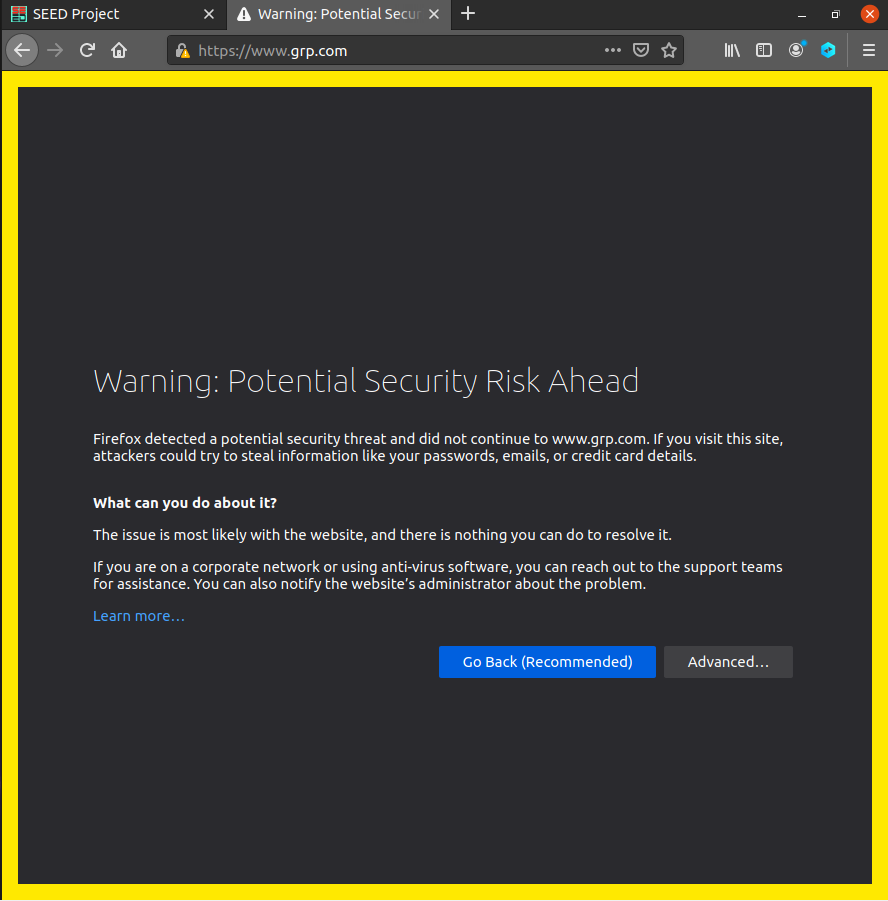 SEED Project
Warning: Potential Secur
https://www.grp.com
Warning: Potential Security Risk Ahead
Firefox detected a potential security threat and did not continue to www.grp.com. If you visit this site,
attackers could try to steal information like your passwords, emails, or credit card details.
What can you do about it?
The issue is most likely with the website, and there is nothing you can do to resolve it.
If you are on a corporate network or using anti-virus software, you can reach out to the support teams
for assistance. You can also notify the website’s administrator about the problem.
Learn more…
Go Back (Recommended)
Advanced…